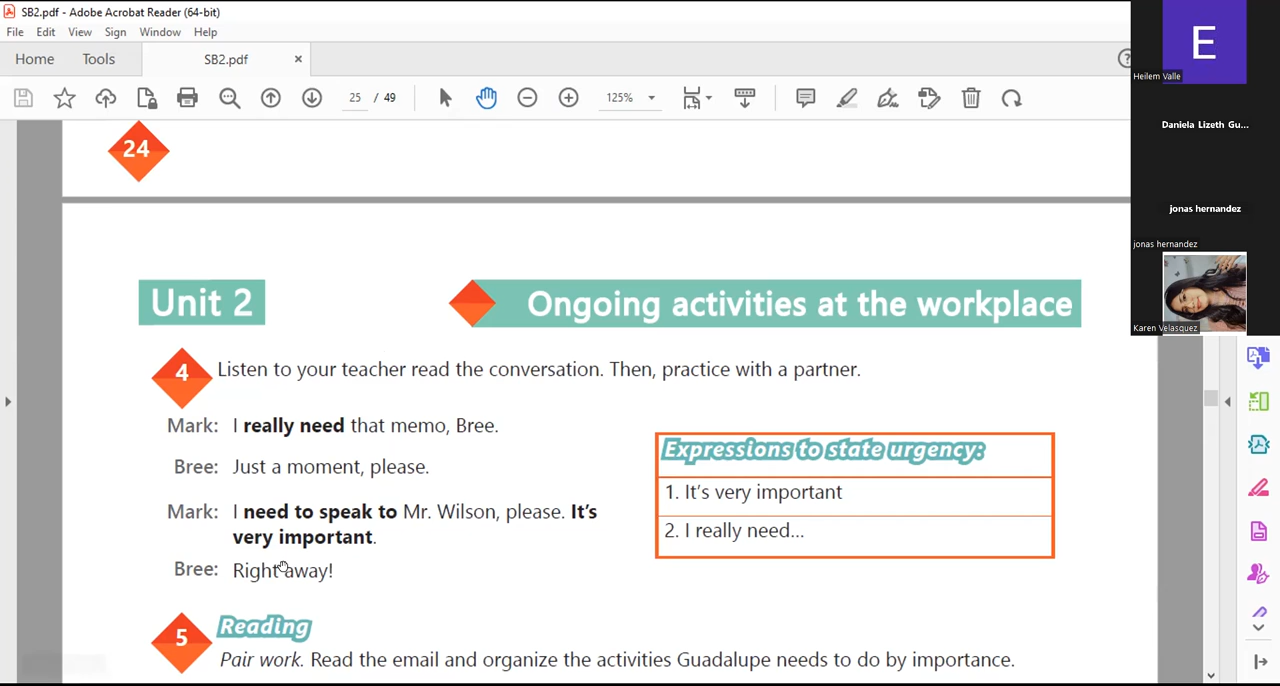 SB2.pdf - Adobe Acrobat Reader (64-bit)
File Edit View Sign Window Help
Home Tools SB2.pdf ×
25 / 49 125%
E
Heilem Valle
Daniela Lizeth Gu...
jonas hernandez
jonas hernandez
Karen Velasquez
24
Unit 2
Ongoing activities at the workplace
4 Listen to your teacher read the conversation. Then, practice with a partner.
Mark: I really need that memo, Bree.
Bree: Just a moment, please.
Mark: I need to speak to Mr. Wilson, please. It's
very important.
Bree: Right away!
Expressions to state urgency:
1. It's very important
2. I really need...
5 Reading
Pair work. Read the email and organize the activities Guadalupe needs to do by importance.